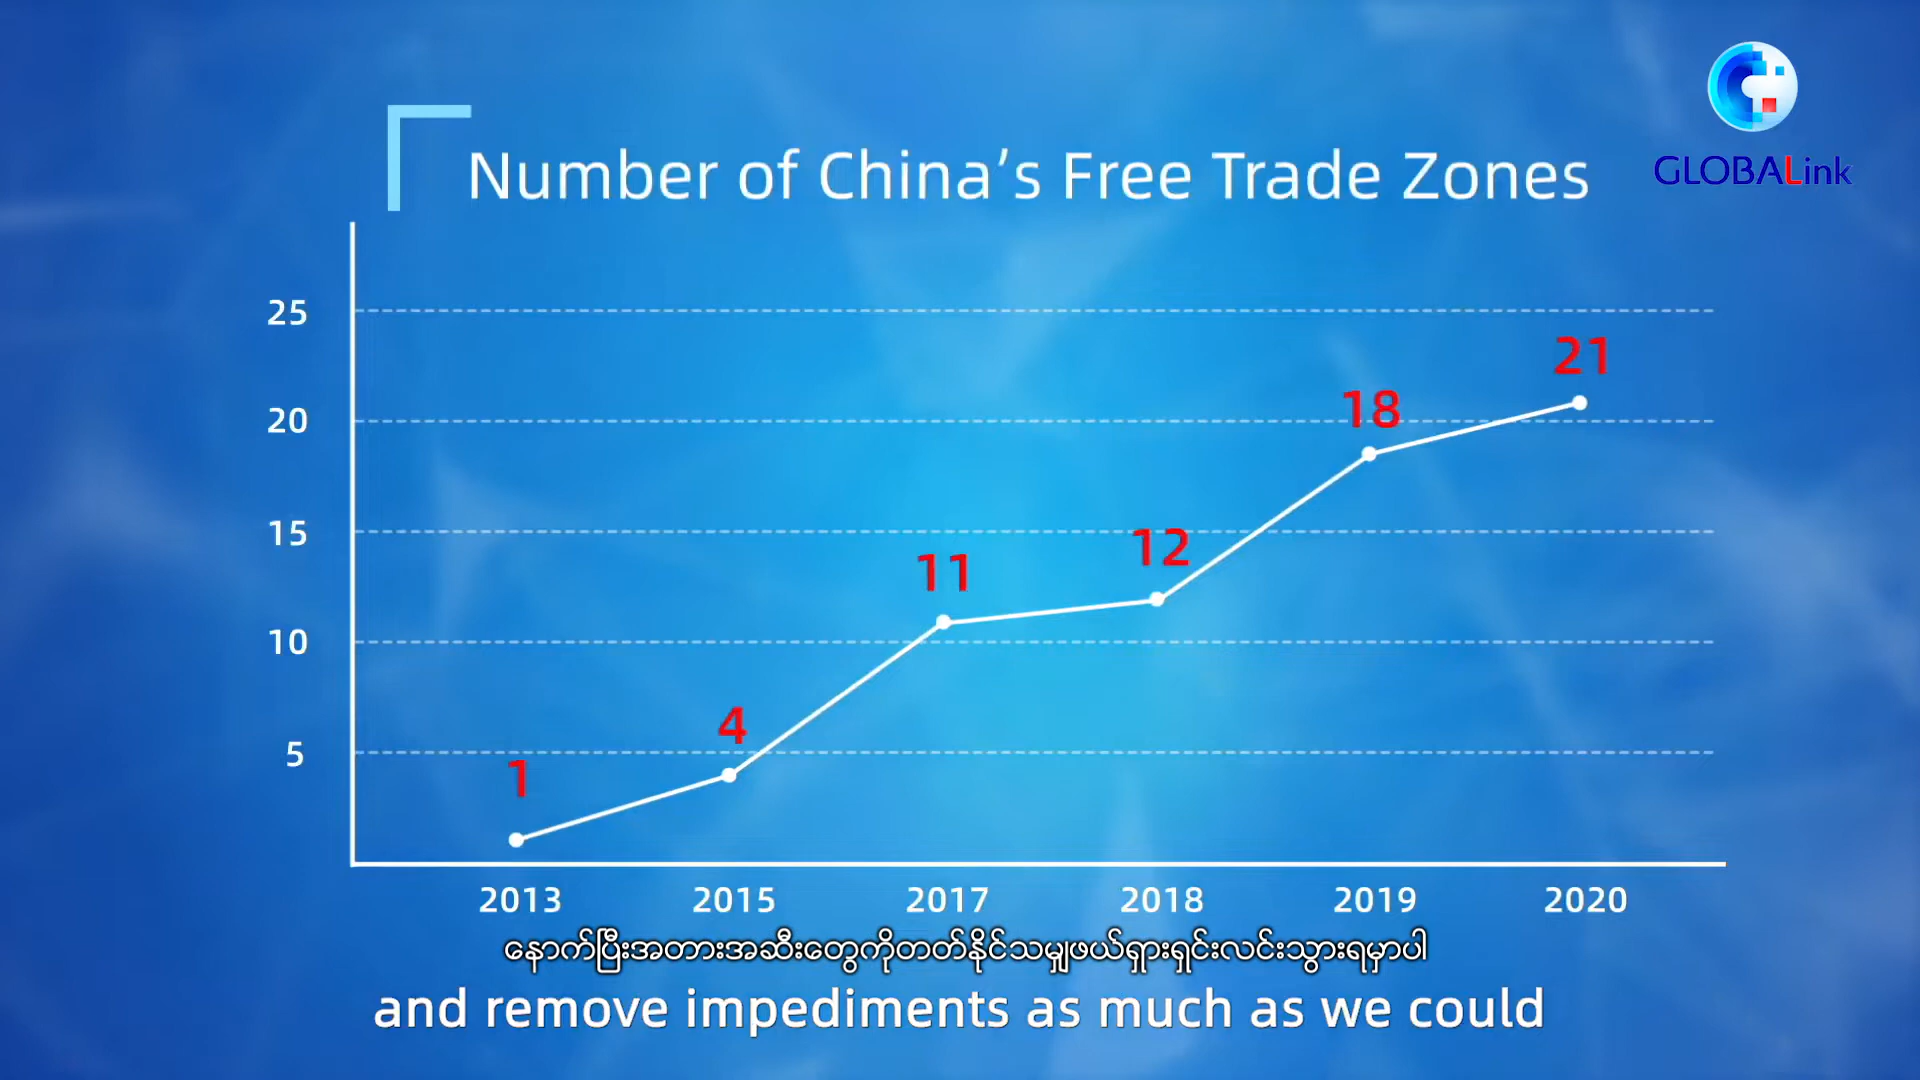 GLOBALink
Number of China’s Free Trade Zones
25
20
15
10
5
1
4
11
12
18
21
2013 2015 2017 2018 2019 2020
နောက်ပြီးအတားအဆီးတွေကိုတတ်နိုင်သမျှဖယ်ရှားရှင်းလင်းသွားရမှာပါ
and remove impediments as much as we could